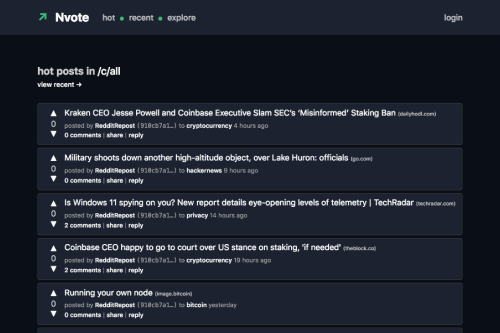 Nvote hot recent explore login
hot posts in /c/all
view recent →
Kraken CEO Jesse Powell and Coinbase Executive Slam SEC's 'Misinformed' Staking Ban (dailyhodl.com)
0 posted by RedditRepost (910cb7a1…) to cryptocurrency 4 hours ago
0 comments | share | reply
Military shoots down another high-altitude object, over Lake Huron: officials (go.com)
0 posted by RedditRepost (910cb7a1…) to hackernews 9 hours ago
0 comments | share | reply
Is Windows 11 spying on you? New report details eye-opening levels of telemetry | TechRadar (techradar.com)
0 posted by RedditRepost (910cb7a1…) to privacy 14 hours ago
2 comments | share | reply
Coinbase CEO happy to go to court over US stance on staking, 'if needed' (theblock.co)
0 posted by RedditRepost (910cb7a1…) to cryptocurrency 19 hours ago
2 comments | share | reply
Running your own node (image.bitcoin)
0 posted by RedditRepost (910cb7a1…) to bitcoin yesterday
0 comments | share | reply